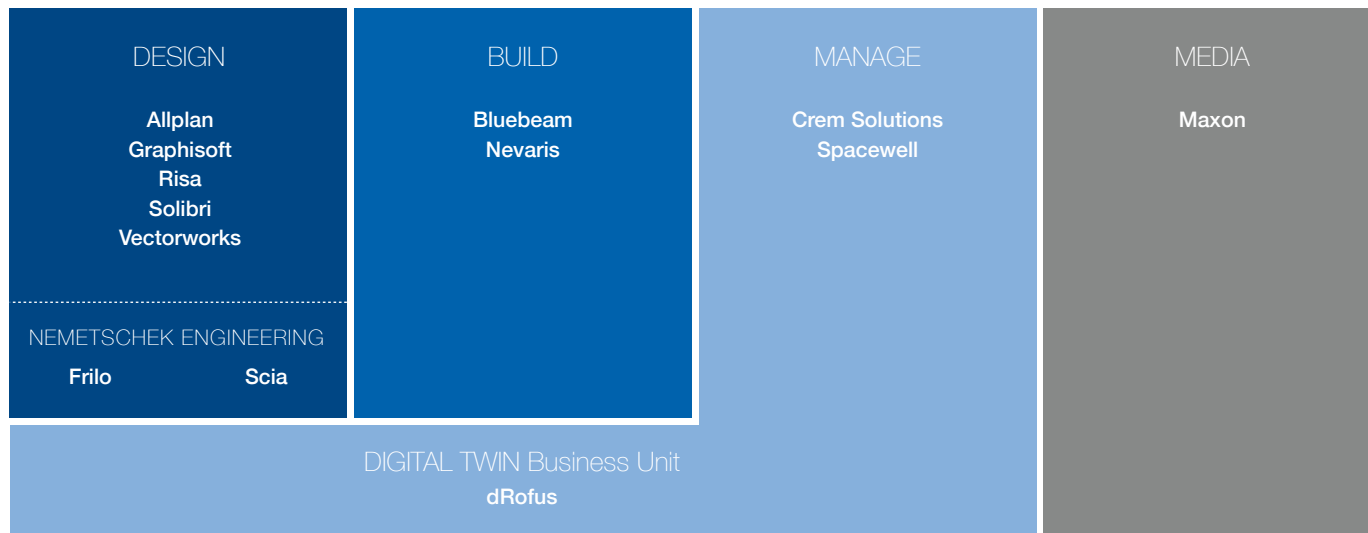 DESIGN
Allplan
Graphisoft
Risa
Solibri
Vectorworks
NEMETSCHEK ENGINEERING
Frilo Scia
BUILD
Bluebeam
Nevaris
MANAGE
Crem Solutions
Spacewell
MEDIA
Maxon
DIGITAL TWIN Business Unit
dRofus